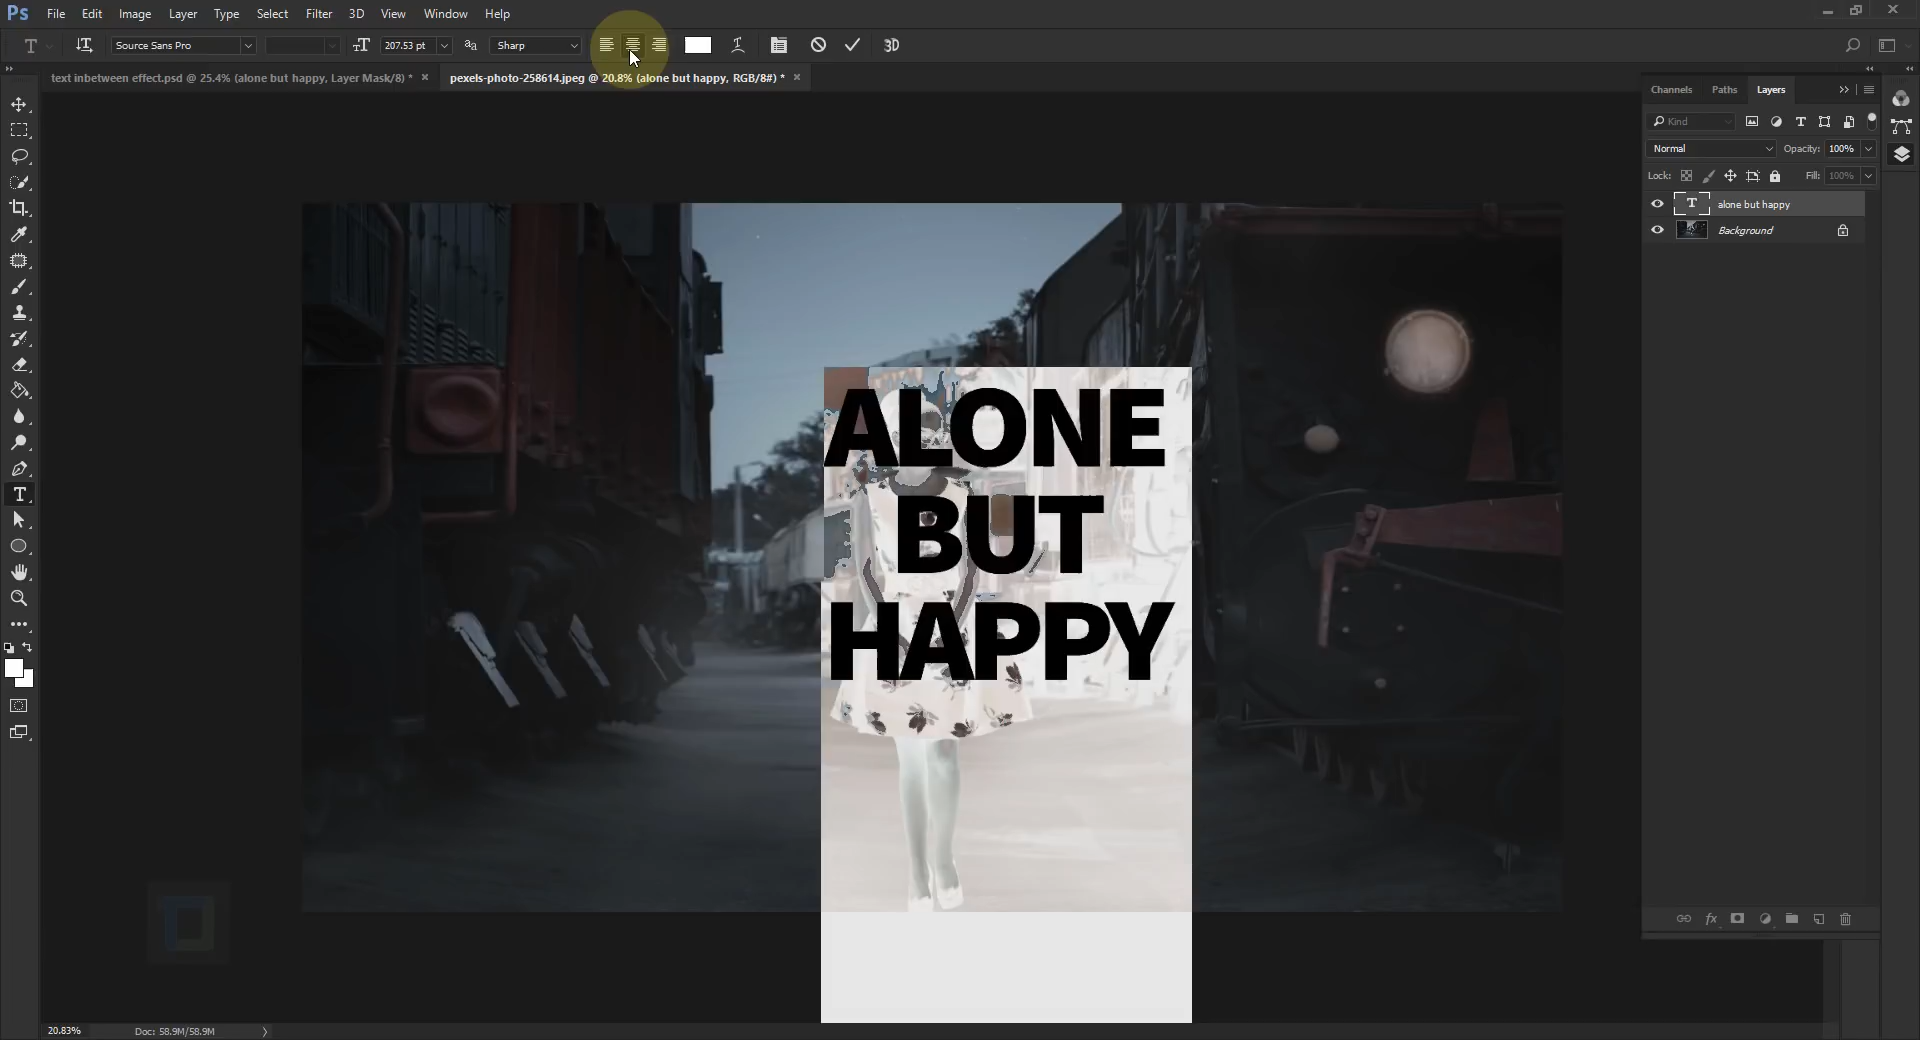 Ps File Edit Image Layer Type Select Filter 3D View Window Help
T Source Sans Pro 207.53 pt aa Sharp 3D
text inbetween effect.psd @ 25.4% (alone but happy, Layer Mask/8) * × pexels-photo-258614.jpeg @ 20.8% (alone but happy, RGB/8#) * ×
Channels Paths Layers
Kind
Normal Opacity: 100%
Lock: Fill: 100%
T alone but happy
Background
ALONE
BUT
HAPPY
fx
20.83% Doc: 58.9M/58.9M